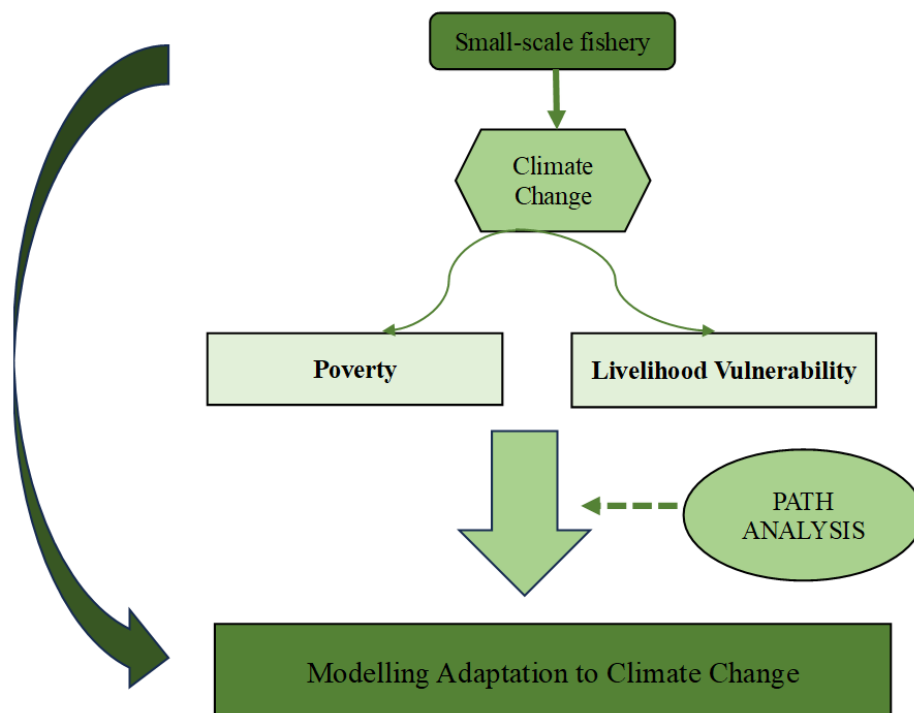 Small-scale fishery
Climate
Change
Poverty
Livelihood Vulnerability
PATH
ANALYSIS
Modelling Adaptation to Climate Change